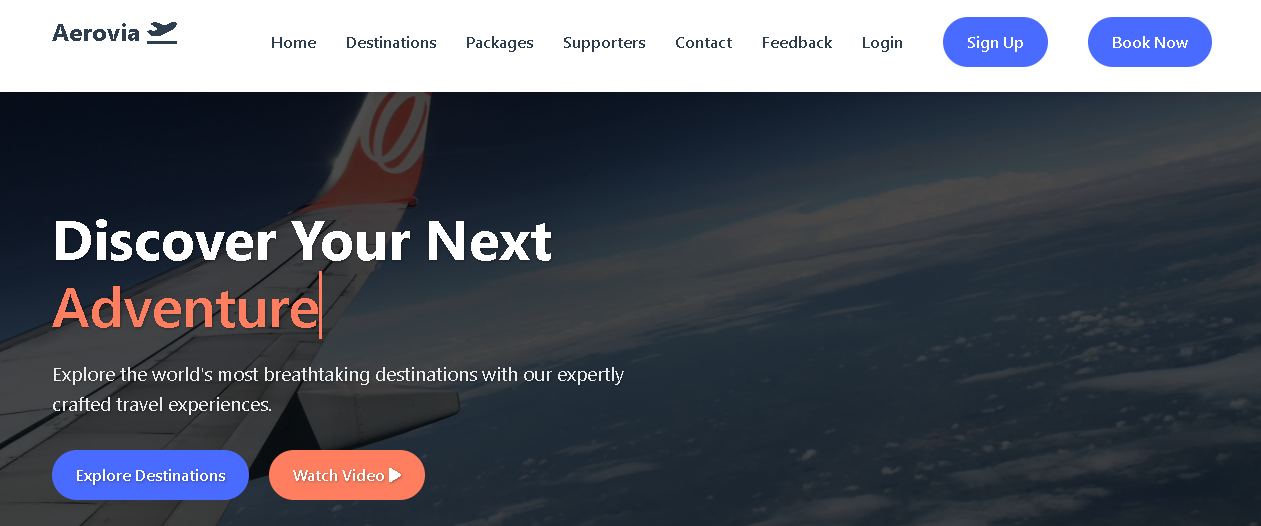 Aerovia
Home Destinations Packages Supporters Contact Feedback Login Sign Up Book Now
Discover Your Next
Adventure
Explore the world's most breathtaking destinations with our expertly
crafted travel experiences.
Explore Destinations Watch Video